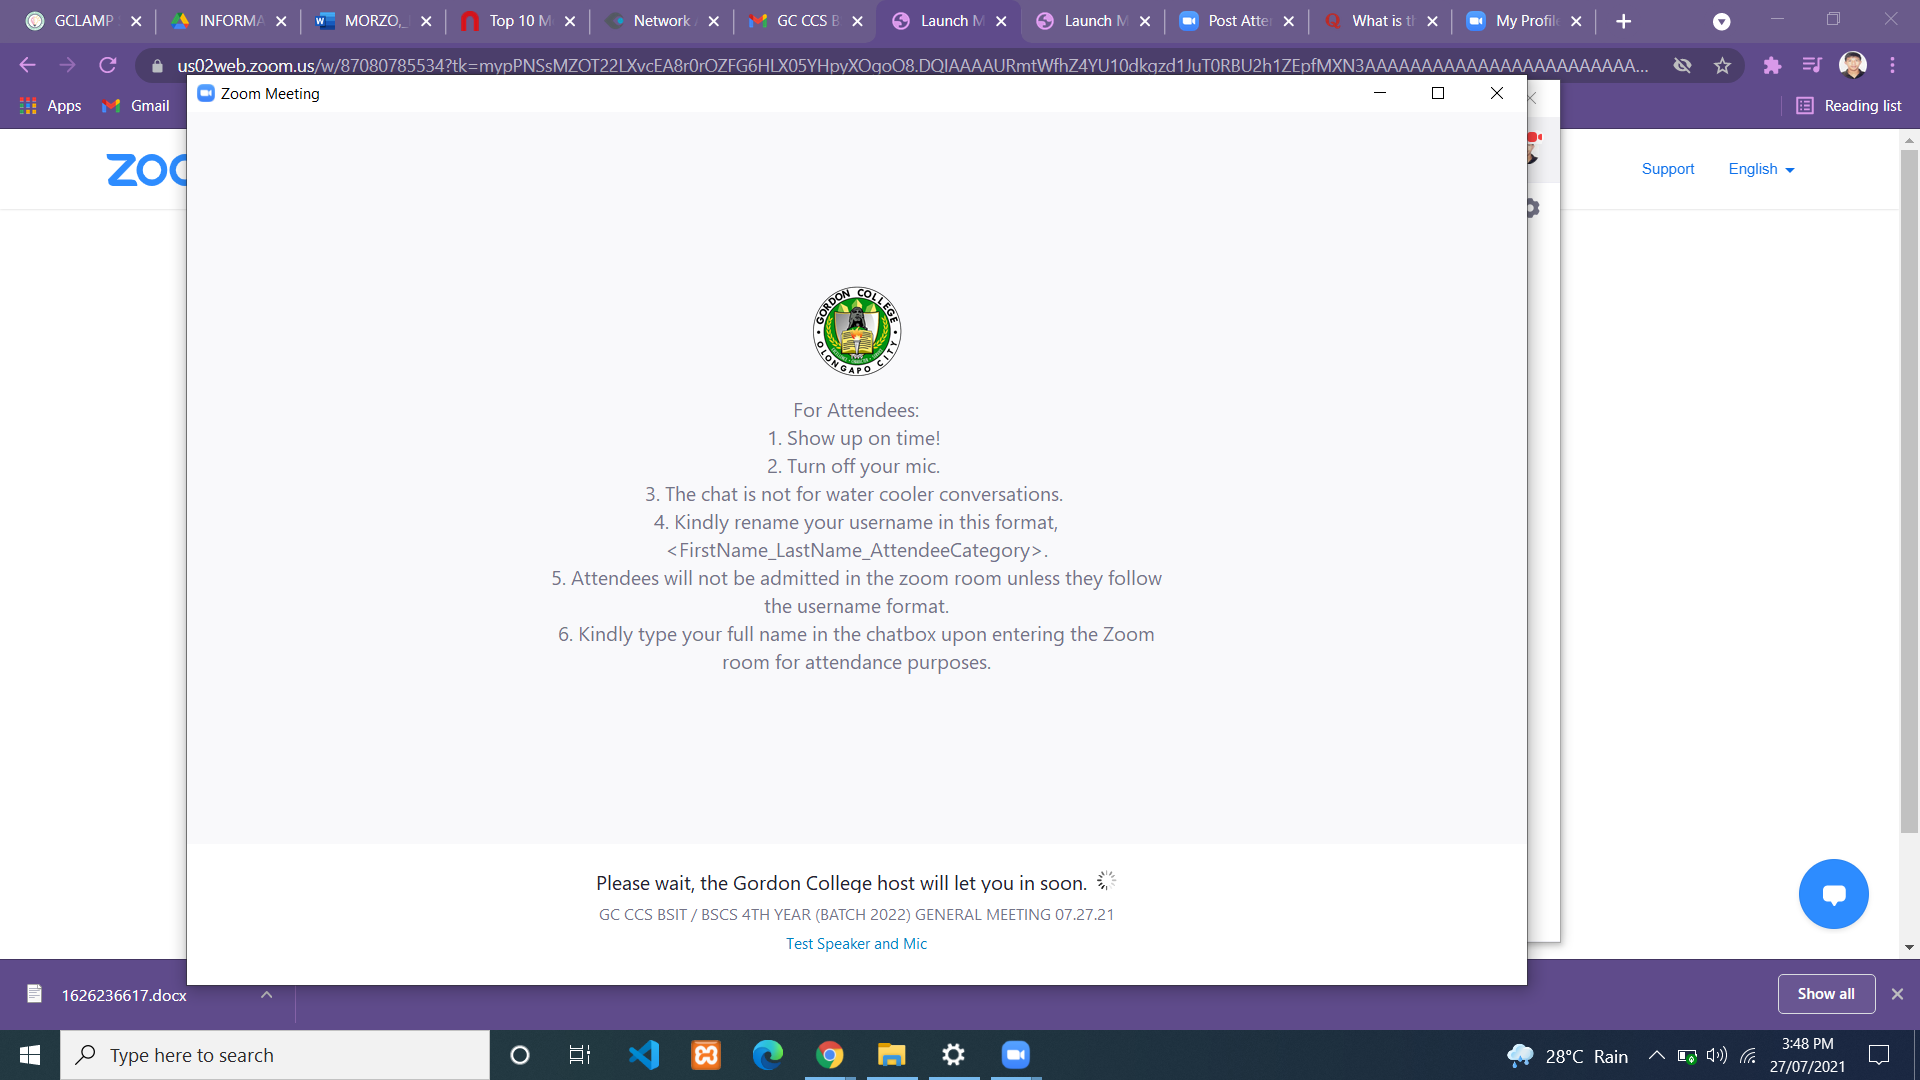 GCLAMP
INFORMA
MORZO,
Top 10 M
Network
GC CCS B
Launch M
Launch M
Post Atte
What is t
My Profil
us02web.zoom.us/w/87080785534?tk=
Apps
Gmail
Reading list
Zoom Meeting
zoo
Support
English
GORDON COLLEGE
OLONGAPO CITY
For Attendees:
1. Show up on time!
2. Turn off your mic.
3. The chat is not for water cooler conversations.
4. Kindly rename your username in this format,
<FirstName_LastName_AttendeeCategory>.
5. Attendees will not be admitted in the zoom room unless they follow
the username format.
6. Kindly type your full name in the chatbox upon entering the Zoom
room for attendance purposes.
Please wait, the Gordon College host will let you in soon.
GC CCS BSIT / BSCS 4TH YEAR (BATCH 2022) GENERAL MEETING 07.27.21
Test Speaker and Mic
1626236617.docx
Show all
Type here to search
28°C Rain
3:48 PM
27/07/2021